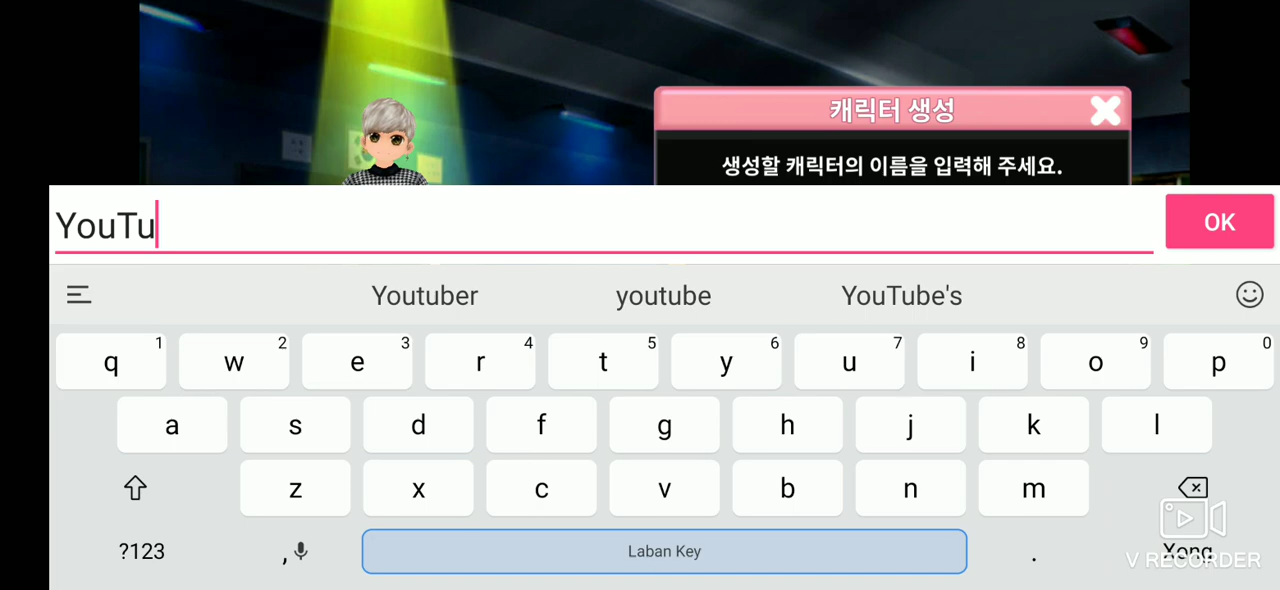 캐릭터 생성
생성할 캐릭터의 이름을 입력해 주세요.
YouTu
OK
Youtuber youtube YouTube's
q 1 w 2 e 3 r 4 t 5 y 6 u 7 i 8 o 9 p 0
a s d f g h j k l
z x c v b n m
?123 , Laban Key . Xong
V RECORDER